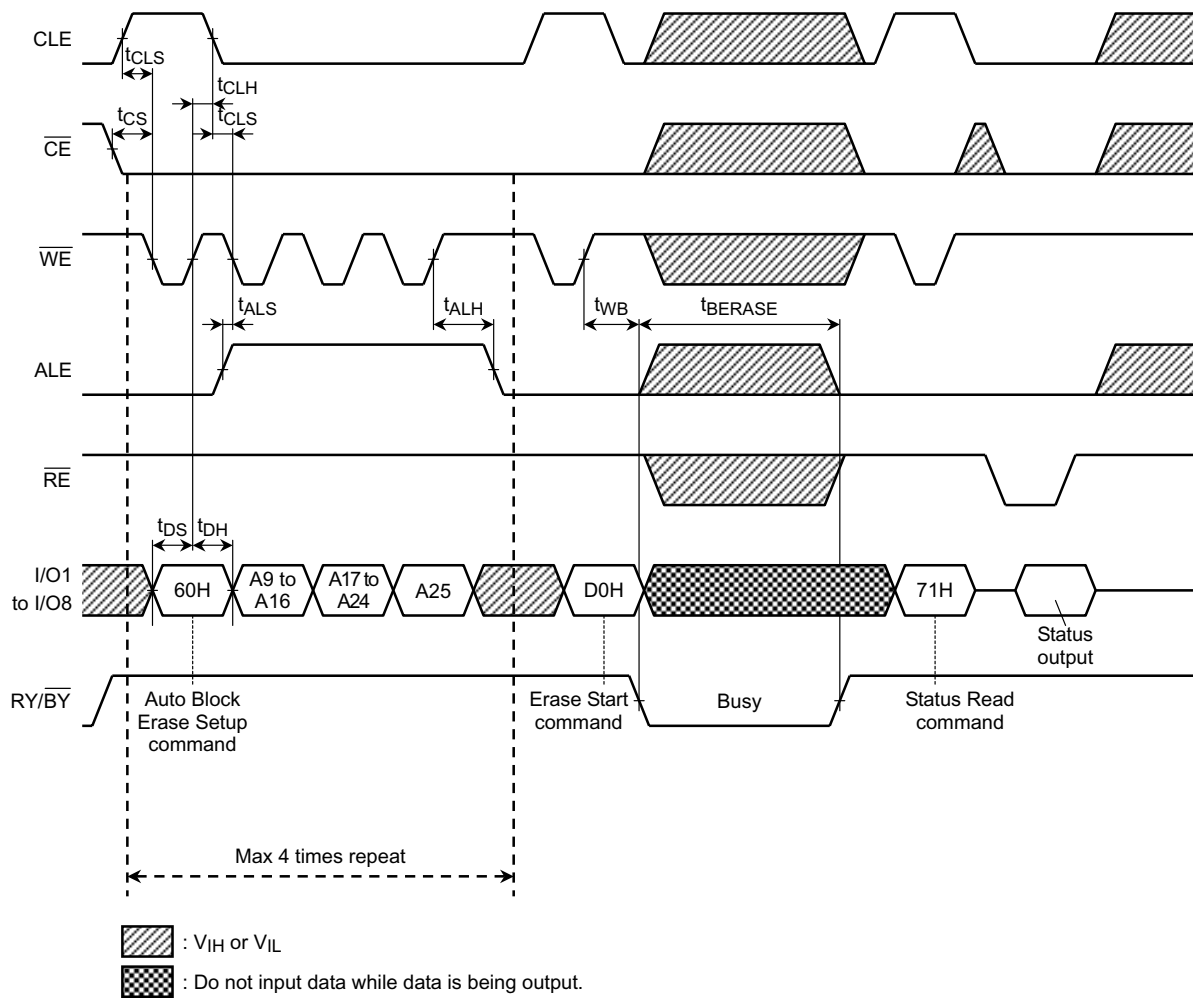 CLE
tCLS
tCLH
tCS
tCLS
CE
WE
tALS
tALH
tWB
tBERASE
ALE
RE
tDS
tDH
I/O1
to I/O8
60H
A9 to
A16
A17 to
A24
A25
D0H
71H
Status
output
RY/BY
Auto Block
Erase Setup
command
Erase Start
command
Busy
Status Read
command
Max 4 times repeat
: VIH or VIL
: Do not input data while data is being output.